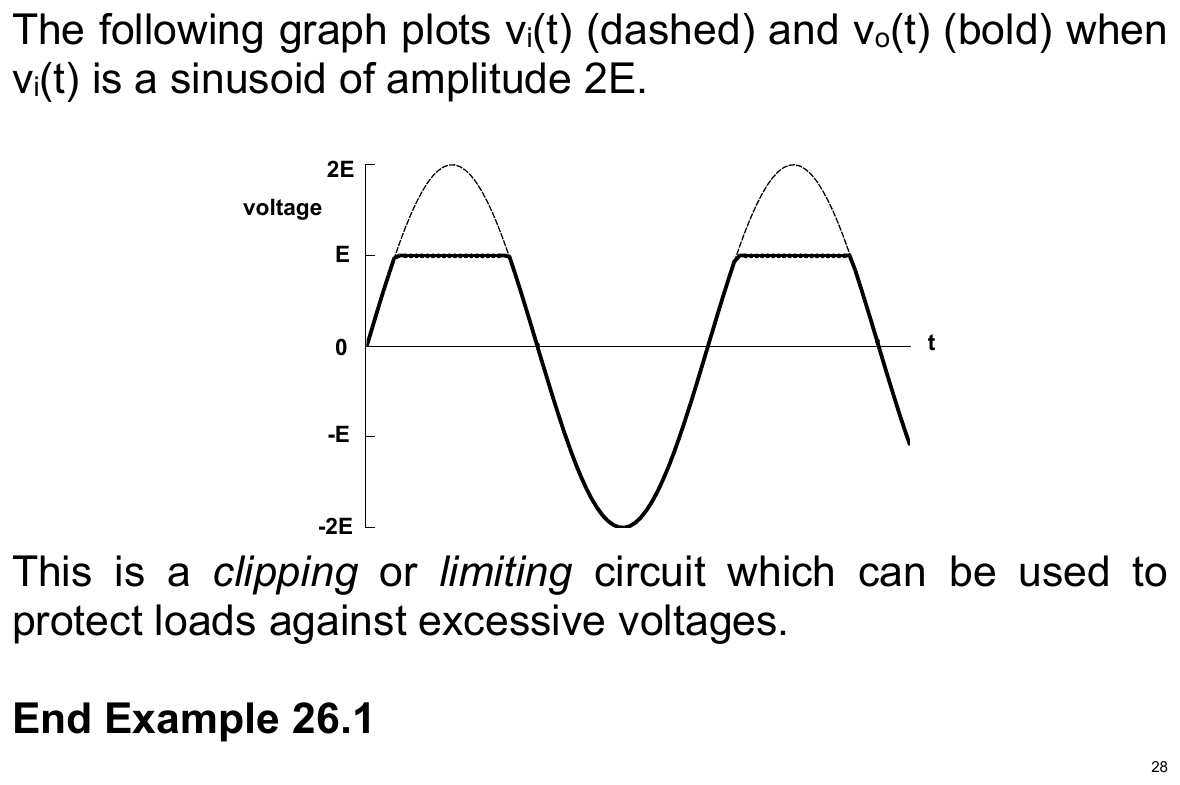 The following graph plots vᵢ(t) (dashed) and vₒ(t) (bold) when
vᵢ(t) is a sinusoid of amplitude 2E.
2E
voltage
E
0
t
-E
-2E
This is a clipping or limiting circuit which can be used to
protect loads against excessive voltages.
End Example 26.1
28